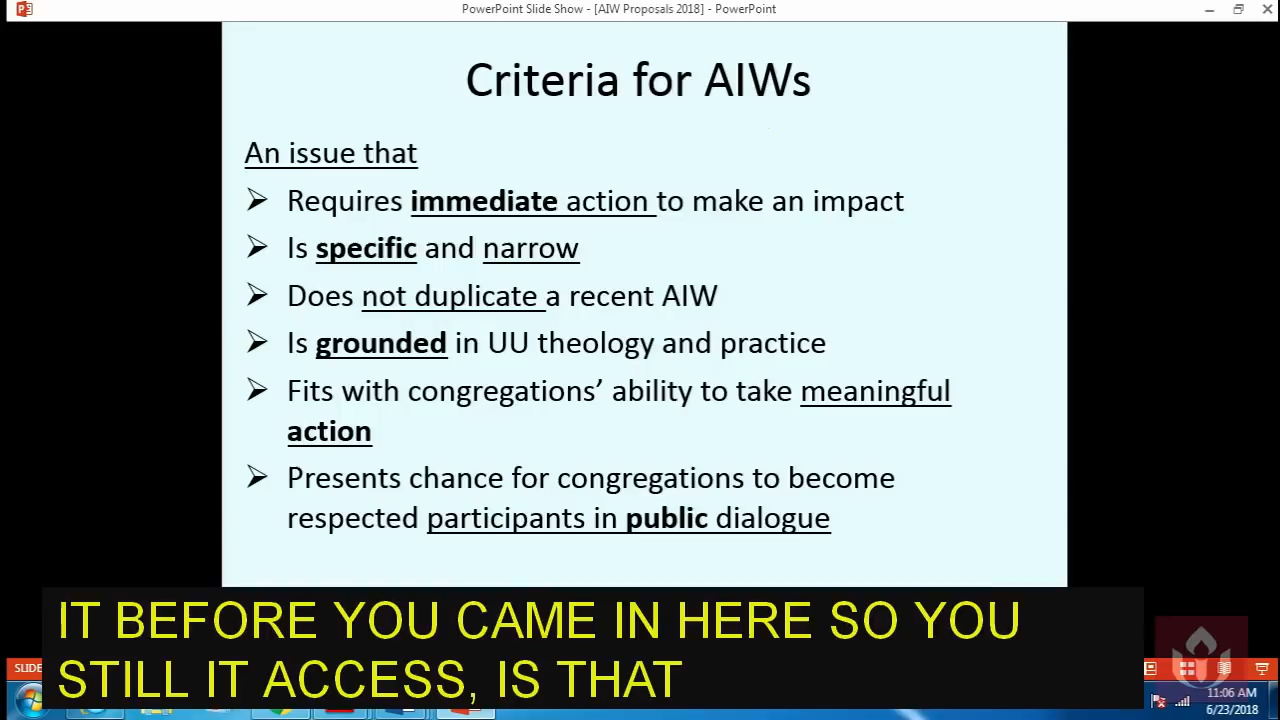 PowerPoint Slide Show - [AIW Proposals 2018] - PowerPoint
Criteria for AIWs
An issue that
Requires immediate action to make an impact
Is specific and narrow
Does not duplicate a recent AIW
Is grounded in UU theology and practice
Fits with congregations’ ability to take meaningful
action
Presents chance for congregations to become
respected participants in public dialogue
IT BEFORE YOU CAME IN HERE SO YOU
STILL IT ACCESS, IS THAT
SLIDE
11:06 AM
6/23/2018